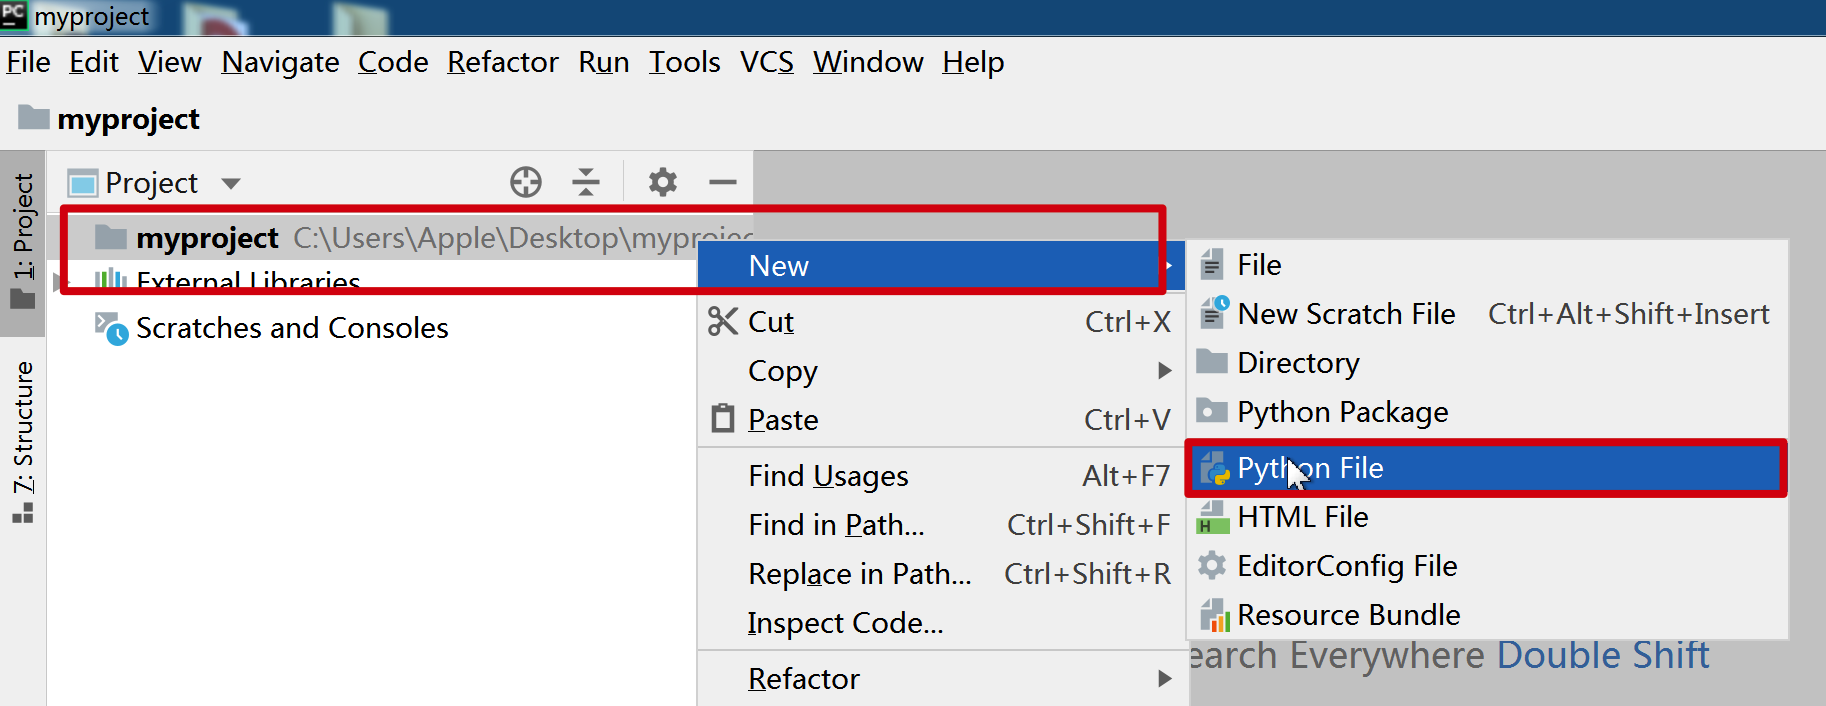 PC myproject
File Edit View Navigate Code Refactor Run Tools VCS Window Help
myproject
1: Project
7: Structure
Project
myproject C:\Users\Apple\Desktop\myprojec
External Libraries
Scratches and Consoles
New
Cut Ctrl+X
Copy
Paste Ctrl+V
Find Usages Alt+F7
Find in Path... Ctrl+Shift+F
Replace in Path... Ctrl+Shift+R
Inspect Code...
Refactor
File
New Scratch File Ctrl+Alt+Shift+Insert
Directory
Python Package
Python File
H HTML File
EditorConfig File
Resource Bundle
earch Everywhere Double Shift